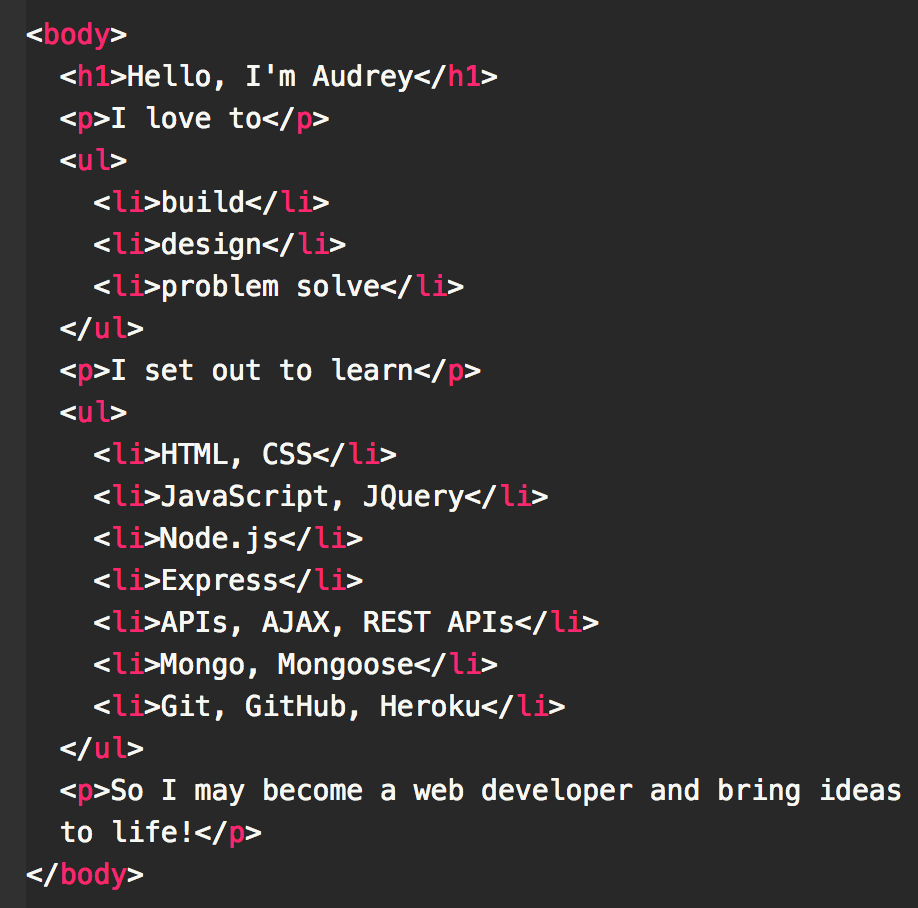 <body>
<h1>Hello, I'm Audrey</h1>
<p>I love to</p>
<ul>
<li>build</li>
<li>design</li>
<li>problem solve</li>
</ul>
<p>I set out to learn</p>
<ul>
<li>HTML, CSS</li>
<li>JavaScript, JQuery</li>
<li>Node.js</li>
<li>Express</li>
<li>APIs, AJAX, REST APIs</li>
<li>Mongo, Mongoose</li>
<li>Git, GitHub, Heroku</li>
</ul>
<p>So I may become a web developer and bring ideas
to life!</p>
</body>